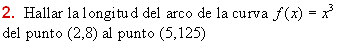 2. Hallar la longitud del arco de la curva f(x) = x³
del punto (2,8) al punto (5,125)